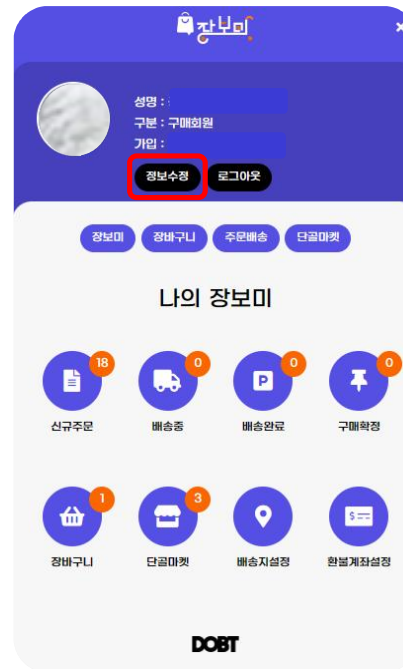 장보미
×
성명 :
구분 : 구매회원
가입 :
정보수정 로그아웃
장보미 장바구니 주문배송 단골마켓
나의 장보미
18 0 0 0
P
신규주문 배송중 배송완료 구매확정
1 3
$
장바구니 단골마켓 배송지설정 환불계좌설정
DOBT